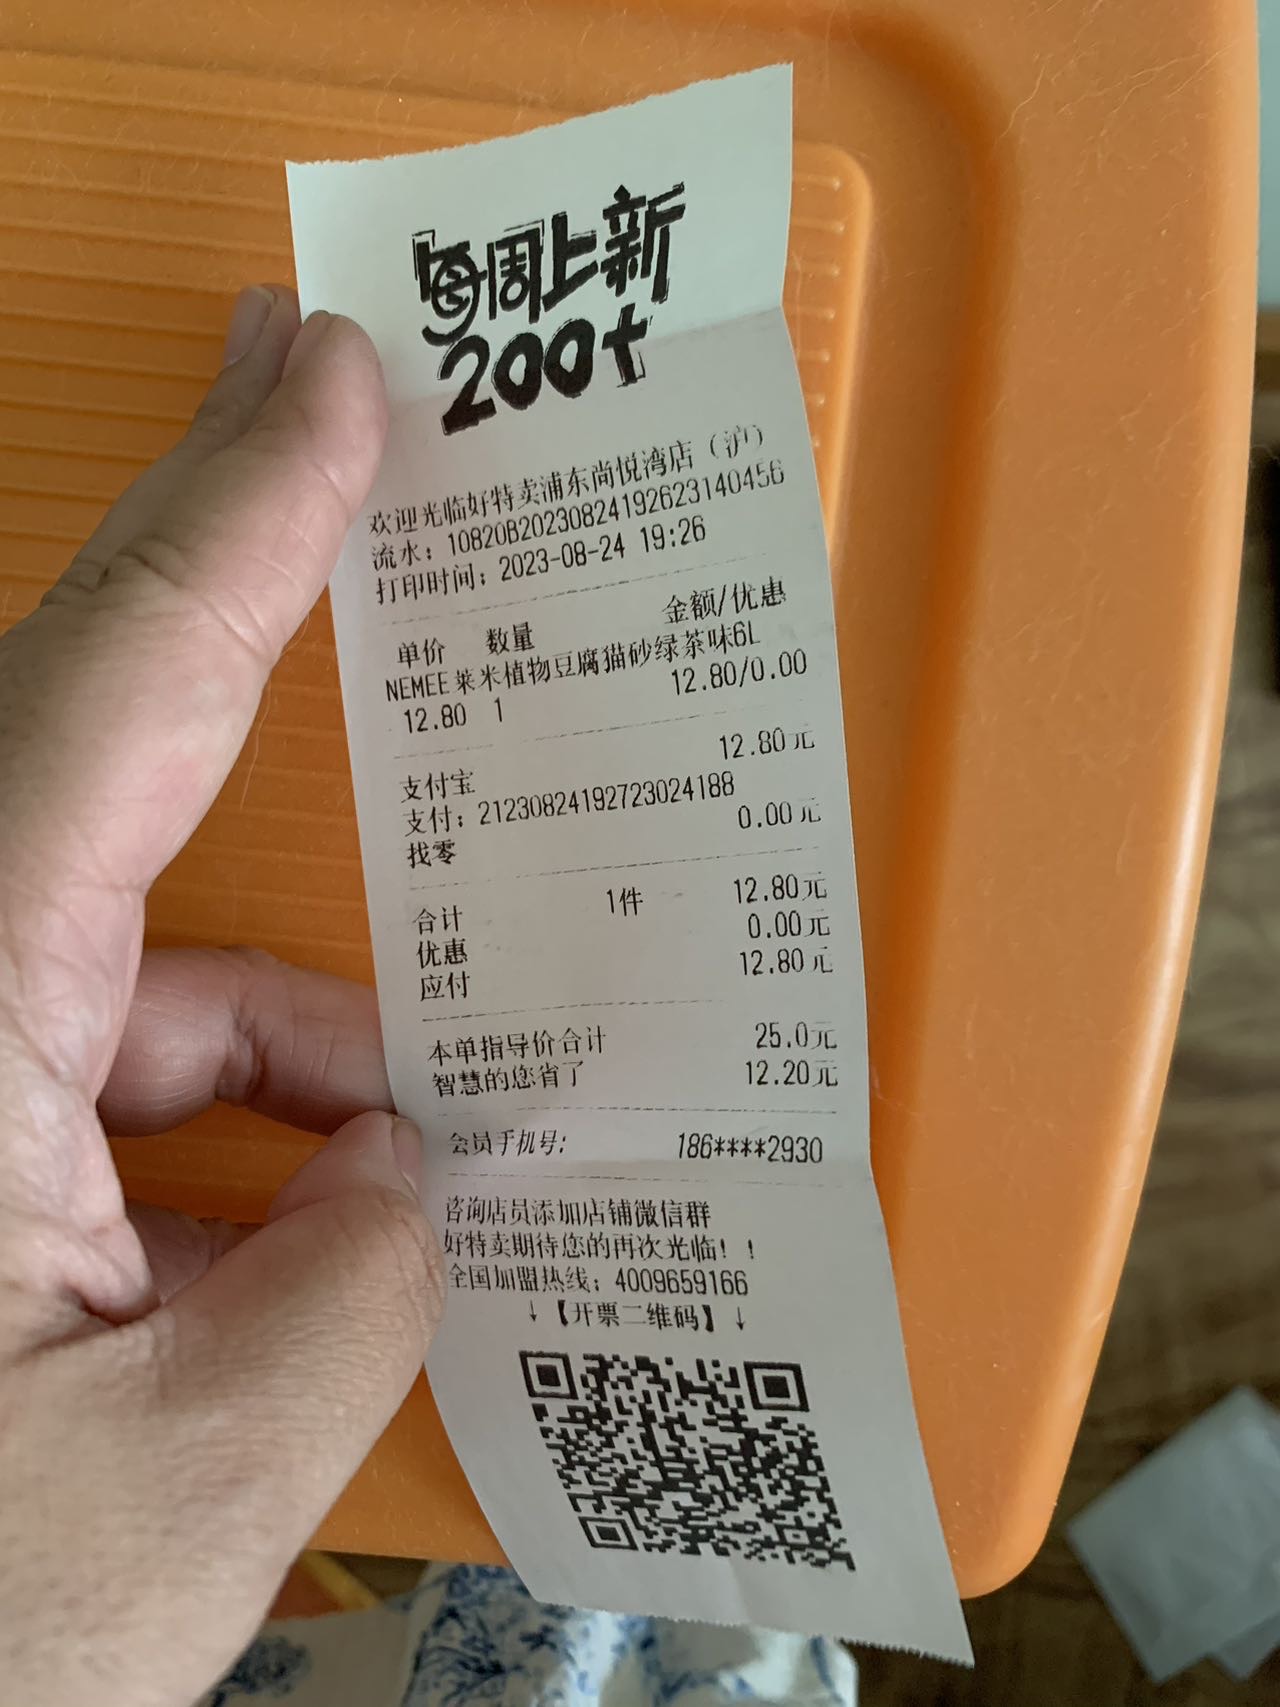 每周上新
200+
欢迎光临好特卖浦东尚悦湾店（沪）
流水：10820B20230824192623140456
打印时间：2023-08-24 19:26
单价 数量 金额/优惠
NEMEE莱米植物豆腐猫砂绿茶味6L
12.80 1 12.80/0.00
支付宝 12.80元
支付：21230824192723024188
找零 0.00元
合计 1件 12.80元
优惠 0.00元
应付 12.80元
本单指导价合计 25.0元
智慧的您省了 12.20元
会员手机号: 186****2930
咨询店员添加店铺微信群
好特卖期待您的再次光临！！
全国加盟热线：4009659166
↓【开票二维码】↓